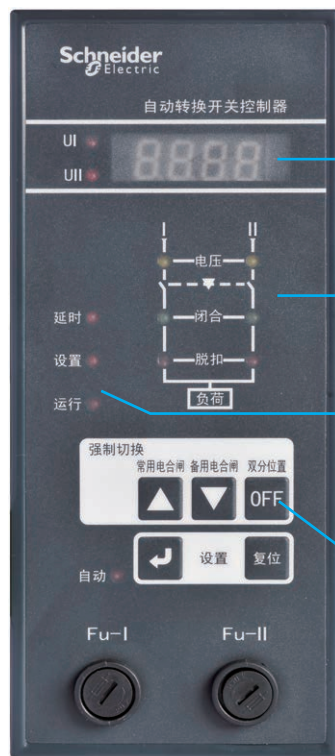 Schneider
Electric
自动转换开关控制器
UI
UII
8888
I II
电压
延时 闭合
设置 脱扣
运行 负荷
强制切换
常用电合闸 备用电合闸 双分位置
OFF
设置 复位
自动
Fu-I Fu-II